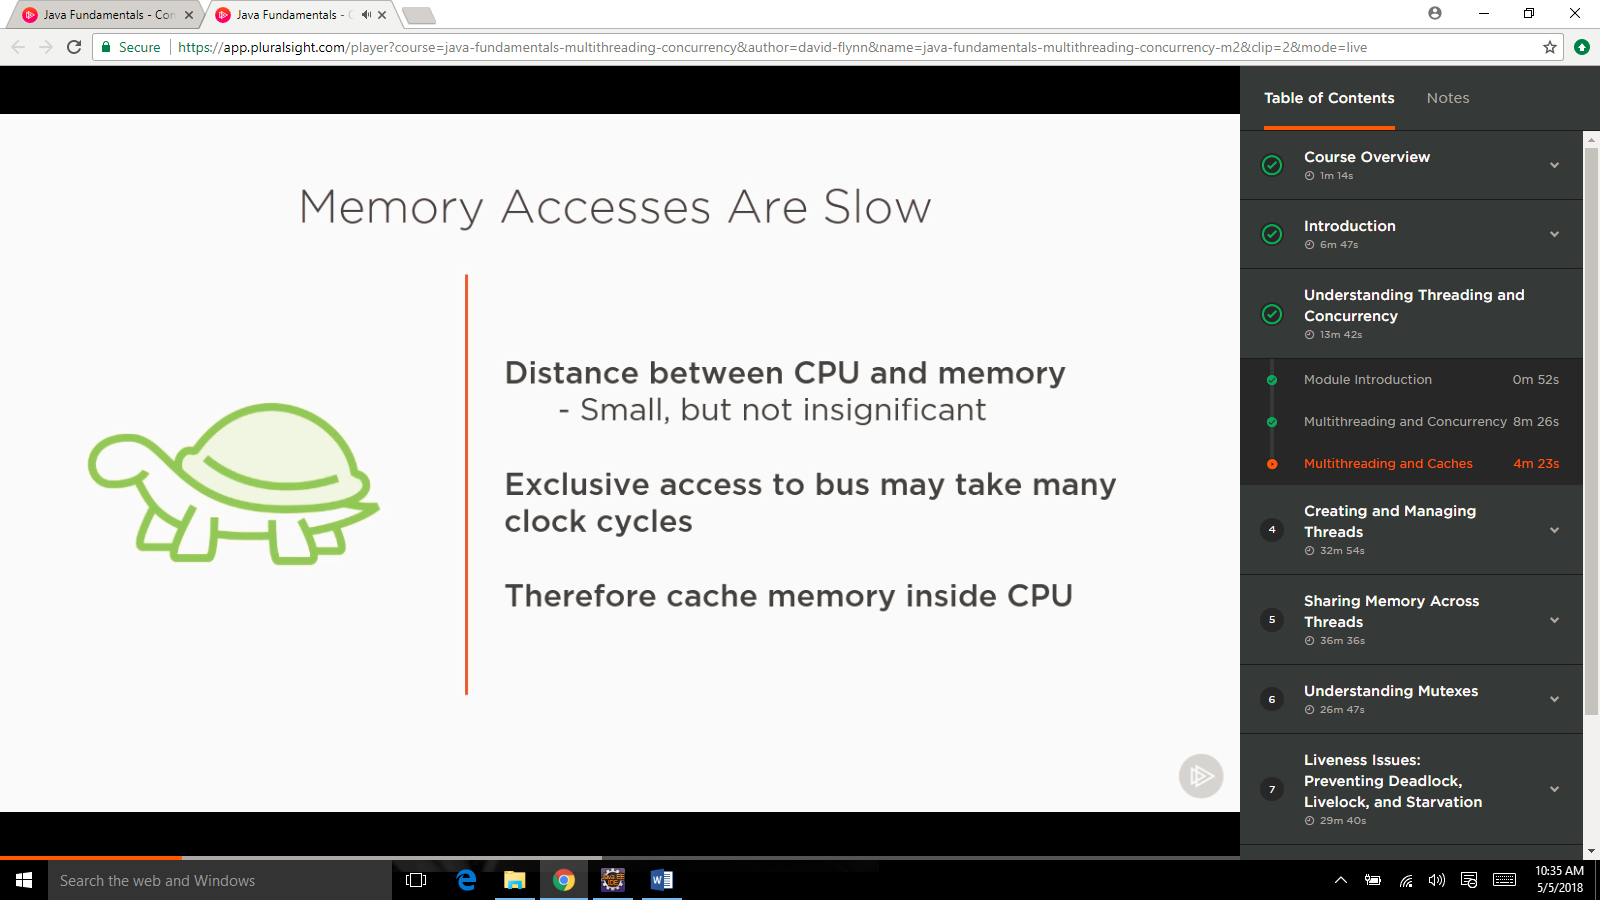 Java Fundamentals - Con
Java Fundamentals - C
Secure
https://app.pluralsight.com/player?course=java-fundamentals-multithreading-concurrency&author=david-flynn&name=java-fundamentals-multithreading-concurrency-m2&clip=2&mode=live
Memory Accesses Are Slow
Distance between CPU and memory
- Small, but not insignificant
Exclusive access to bus may take many
clock cycles
Therefore cache memory inside CPU
Table of Contents
Notes
Course Overview
1m 14s
Introduction
6m 47s
Understanding Threading and
Concurrency
13m 42s
Module Introduction 0m 52s
Multithreading and Concurrency 8m 26s
Multithreading and Caches 4m 23s
4
Creating and Managing
Threads
32m 54s
5
Sharing Memory Across
Threads
36m 36s
6
Understanding Mutexes
26m 47s
7
Liveness Issues:
Preventing Deadlock,
Livelock, and Starvation
29m 40s
Search the web and Windows
Java EE
IDE
W
10:35 AM
5/5/2018